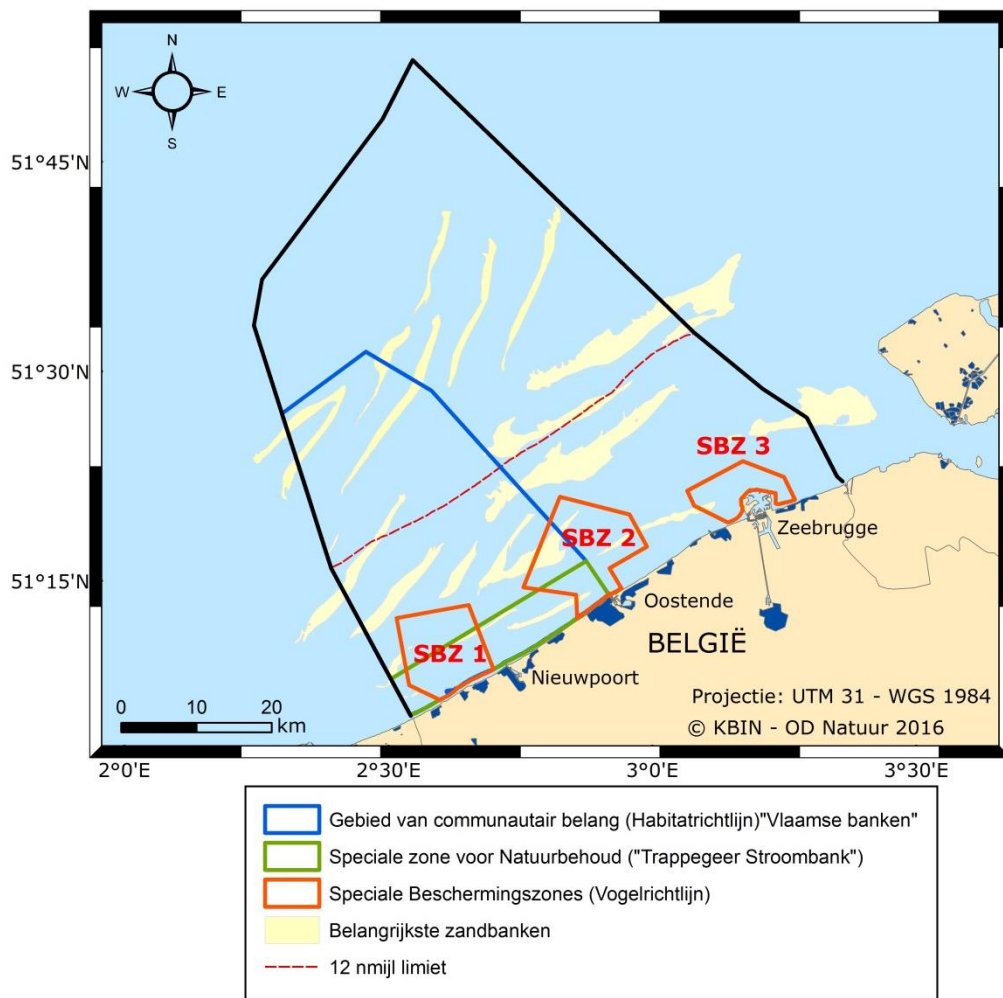 N
W E
S
51°45'N
51°30'N
51°15'N
SBZ 3
SBZ 2
SBZ 1
Zeebrugge
Oostende
BELGIË
Nieuwpoort
Projectie: UTM 31 - WGS 1984
© KBIN - OD Natuur 2016
0 10 20
km
2°0'E 2°30'E 3°0'E 3°30'E
Gebied van communautair belang (Habitatrichtlijn)"Vlaamse banken"
Speciale zone voor Natuurbehoud ("Trappegeer Stroombank")
Speciale Beschermingszones (Vogelrichtlijn)
Belangrijkste zandbanken
12 nmijl limiet